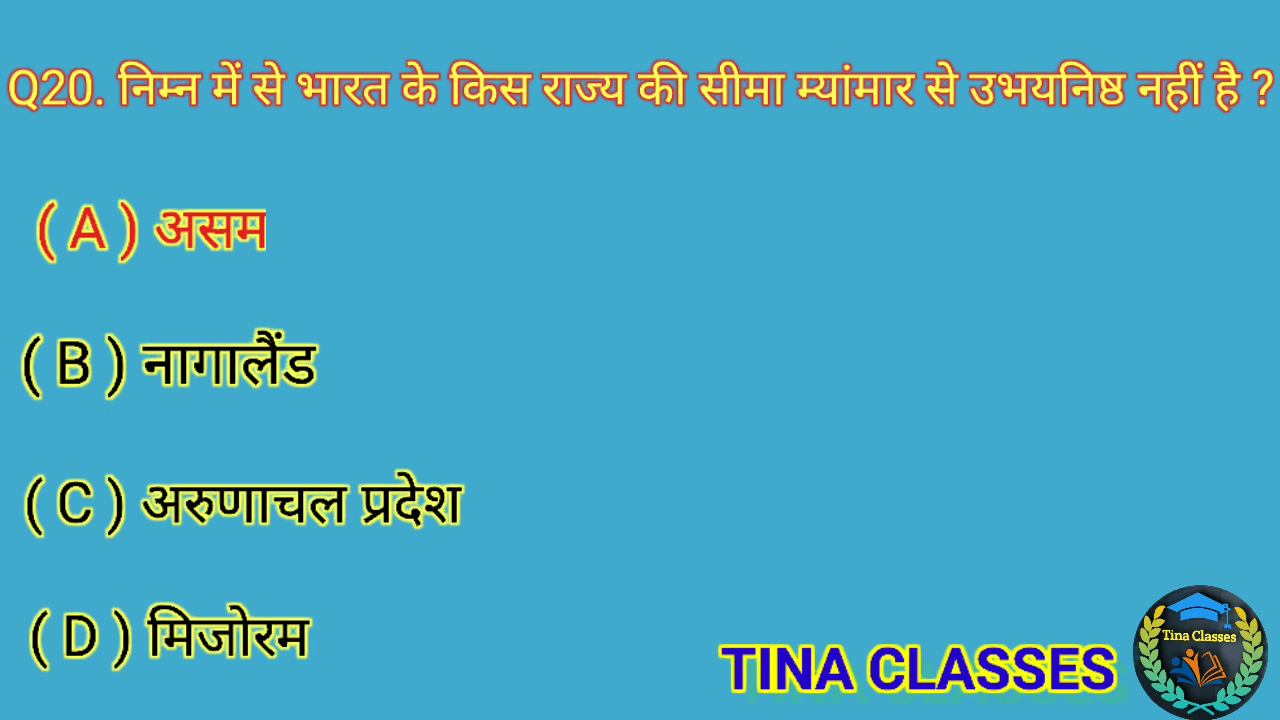 Q20. निम्न में से भारत के किस राज्य की सीमा म्यांमार से उभयनिष्ठ नहीं है ?
( A ) असम
( B ) नागालैंड
( C ) अरुणाचल प्रदेश
( D ) मिजोरम
TINA CLASSES
Tina Classes